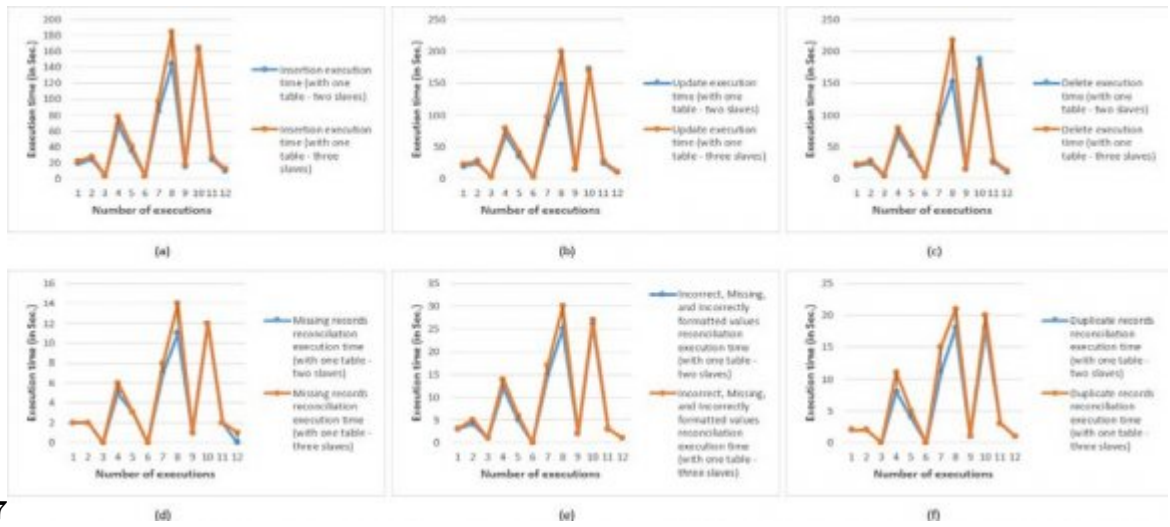 200
180
160
140
120
100
80
60
40
20
0
Execution time (in Sec.)
1 2 3 4 5 6 7 8 9 10 11 12
Number of executions
Insertion execution
time (with one
table - two slaves)
Insertion execution
time (with one
table - three
slaves)
(a)
250
200
150
100
50
0
Execution time (in Sec.)
1 2 3 4 5 6 7 8 9 10 11 12
Number of executions
Update execution
time (with one
table - two slaves)
Update execution
time (with one
table - three slaves)
(b)
250
200
150
100
50
0
Execution time (in Sec.)
1 2 3 4 5 6 7 8 9 10 11 12
Number of executions
Delete execution
time (with one
table - two slaves)
Delete execution
time (with one
table - three slaves)
(c)
16
14
12
10
8
6
4
2
0
Execution time (in Sec.)
1 2 3 4 5 6 7 8 9 10 11 12
Number of executions
Missing records
reconciliation
execution time
(with one table -
two slaves)
Missing records
reconciliation
execution time
(with one table -
three slaves)
(d)
35
30
25
20
15
10
5
0
Execution time (in Sec.)
1 2 3 4 5 6 7 8 9 10 11 12
Number of executions
Incorrect, Missing,
and incorrectly
formatted values
reconciliation
execution time
(with one table -
two slaves)
Incorrect, Missing,
and incorrectly
formatted values
reconciliation
execution time
(with one table -
three slaves)
(e)
25
20
15
10
5
0
Execution time (in Sec.)
1 2 3 4 5 6 7 8 9 10 11 12
Number of executions
Duplicate records
reconciliation
execution time
(with one table -
two slaves)
Duplicate records
reconciliation
execution time
(with one table -
three slaves)
(f)